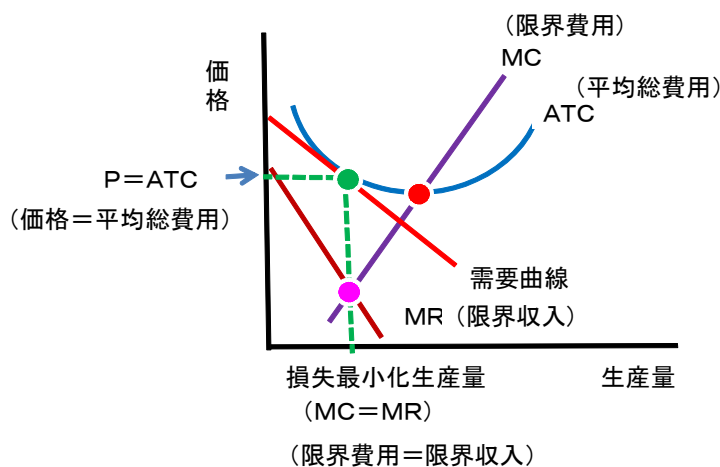 （限界費用）
MC
価格
（平均総費用）
ATC
P＝ATC
（価格＝平均総費用）
需要曲線
MR（限界収入）
損失最小化生産量
生産量
（MC＝MR）
（限界費用＝限界収入）